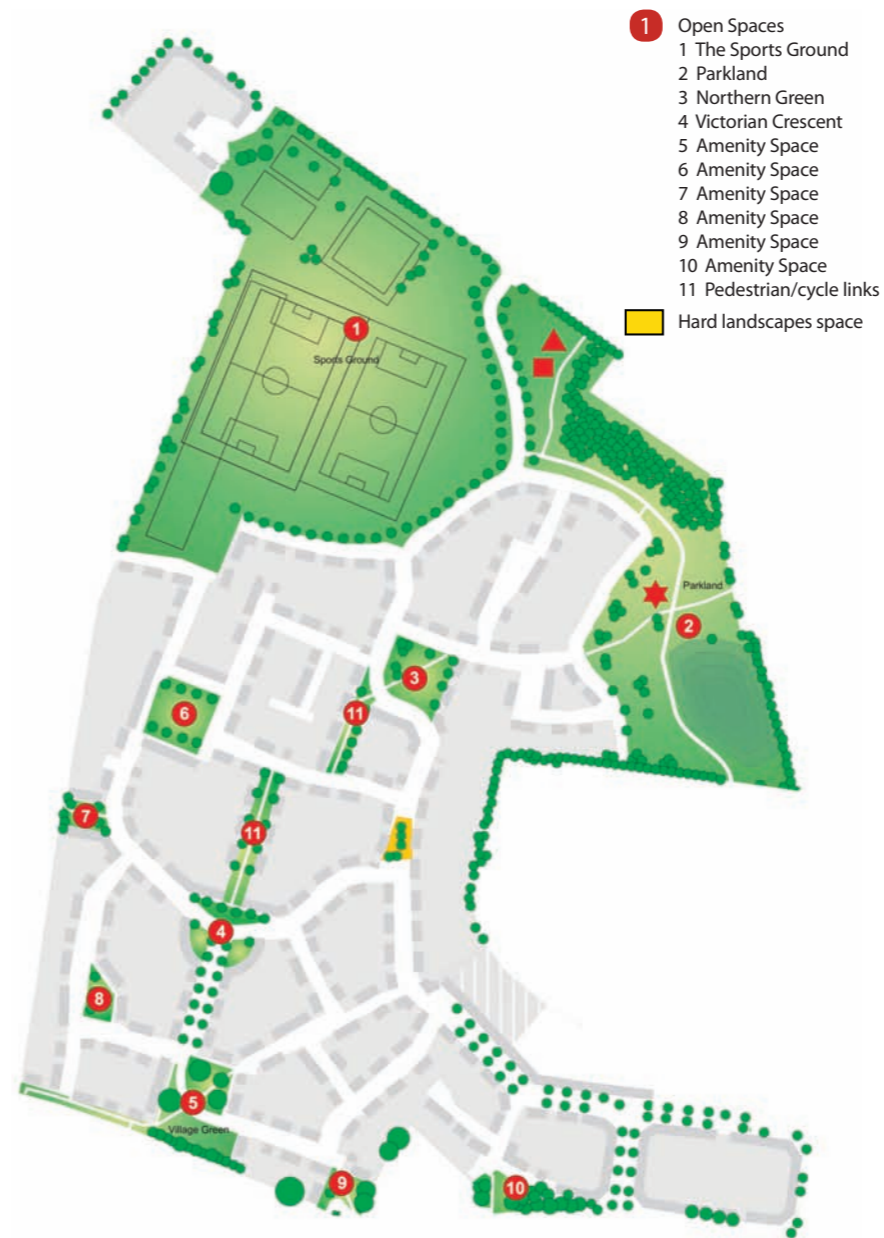 1 Open Spaces
1 The Sports Ground
2 Parkland
3 Northern Green
4 Victorian Crescent
5 Amenity Space
6 Amenity Space
7 Amenity Space
8 Amenity Space
9 Amenity Space
10 Amenity Space
11 Pedestrian/cycle links
Hard landscapes space
1
Sports Ground
Parkland
2
3
11
6
7
11
4
8
5
Village Green
9
10